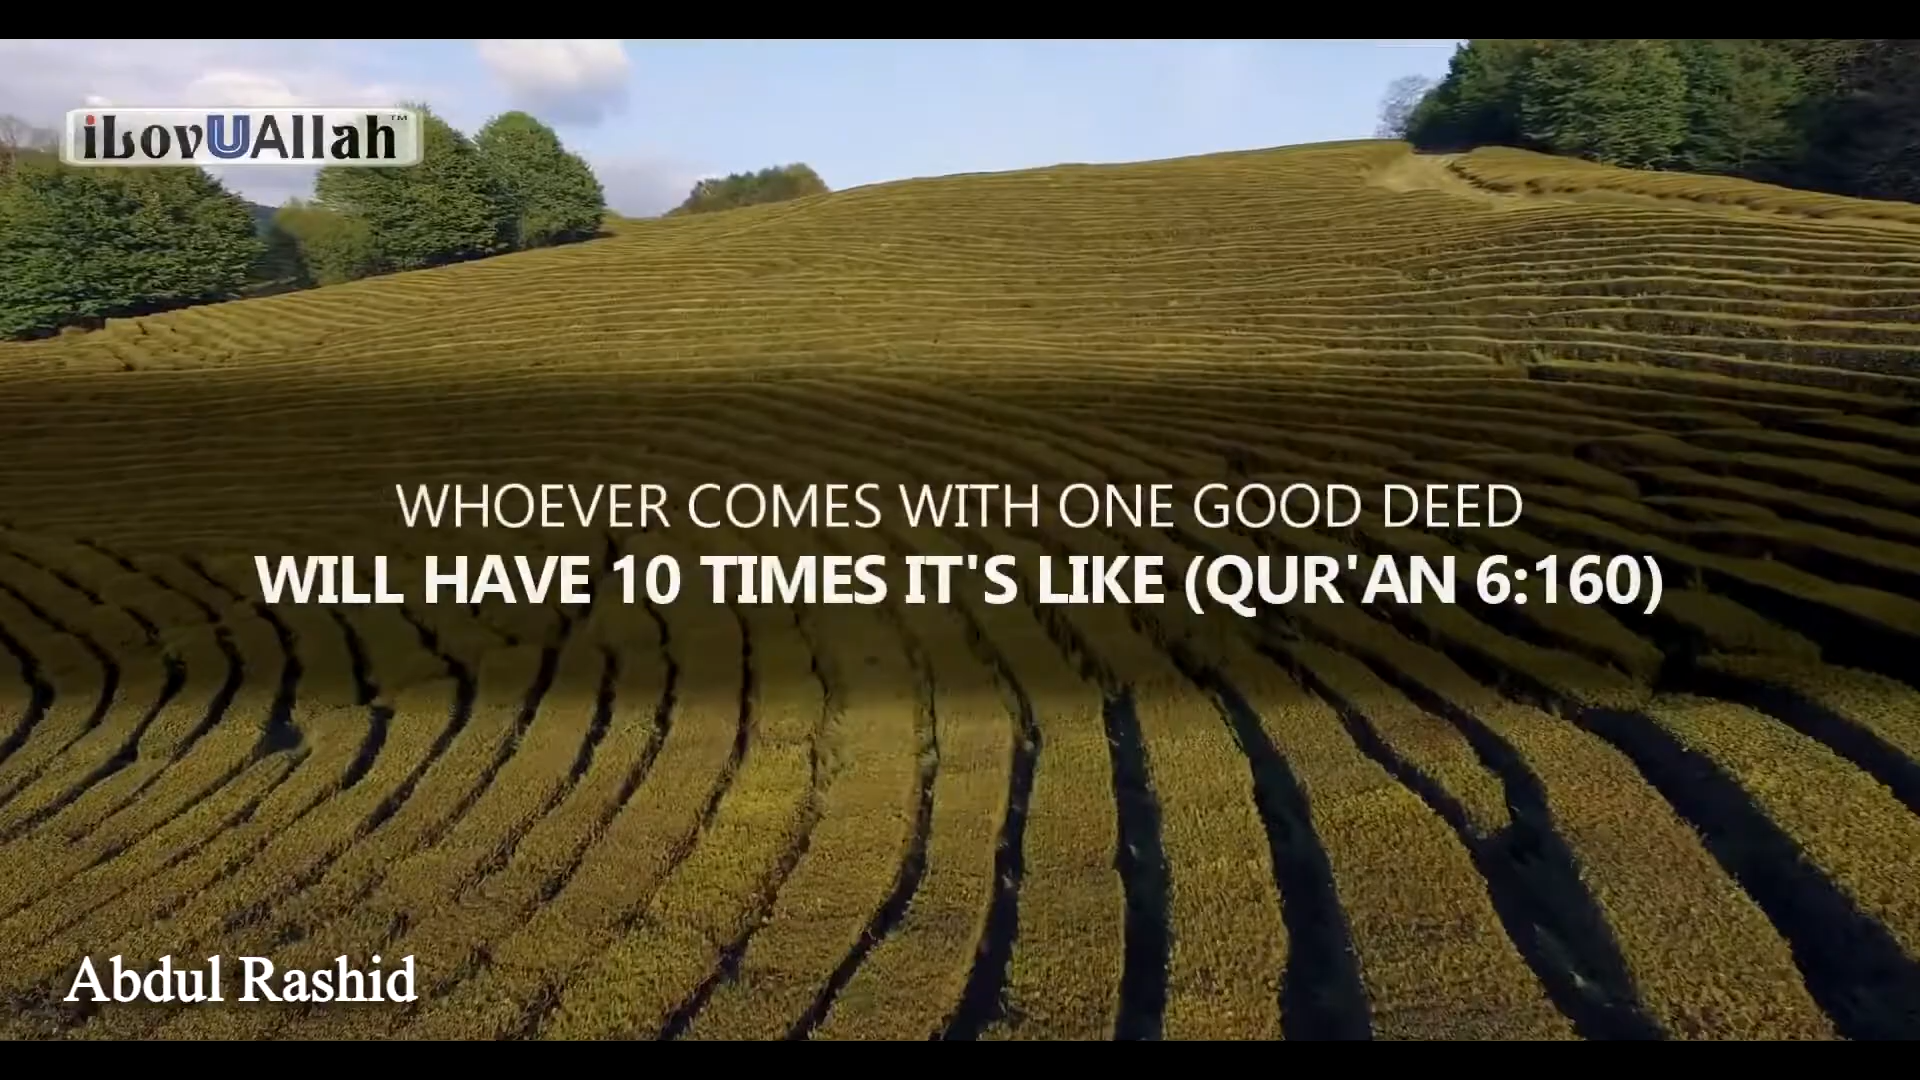 iLovUAllah™
WHOEVER COMES WITH ONE GOOD DEED
WILL HAVE 10 TIMES IT'S LIKE (QUR'AN 6:160)
Abdul Rashid